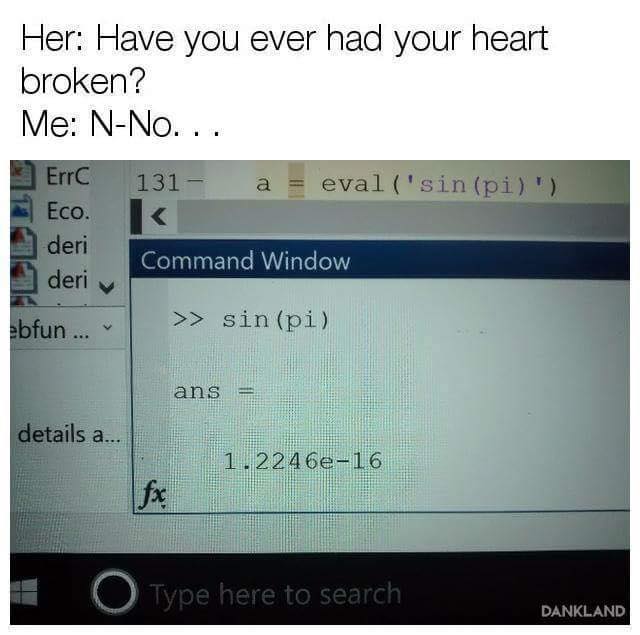 Her: Have you ever had your heart
broken?
Me: N-No. . .
ErrC
131 – a = eval('sin(pi)')
Eco.
deri
Command Window
deri
>> sin(pi)
ebfun ...
ans =
details a...
1.2246e-16
fx
Type here to search
DANKLAND